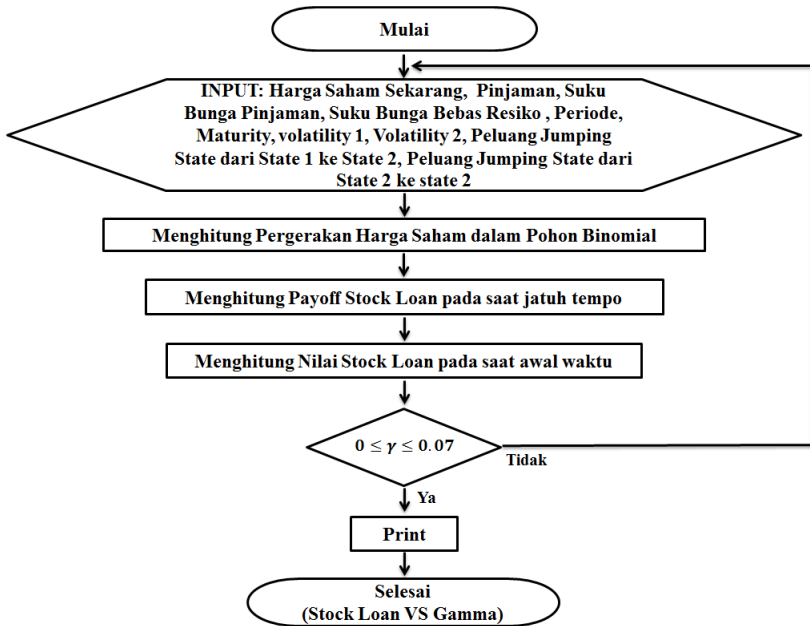 Mulai
INPUT: Harga Saham Sekarang, Pinjaman, Suku
Bunga Pinjaman, Suku Bunga Bebas Resiko , Periode,
Maturity, volatility 1, Volatility 2, Peluang Jumping
State dari State 1 ke State 2, Peluang Jumping State dari
State 2 ke state 2
Menghitung Pergerakan Harga Saham dalam Pohon Binomial
Menghitung Payoff Stock Loan pada saat jatuh tempo
Menghitung Nilai Stock Loan pada saat awal waktu
0 ≤ γ ≤ 0.07
Tidak
Ya
Print
Selesai
(Stock Loan VS Gamma)